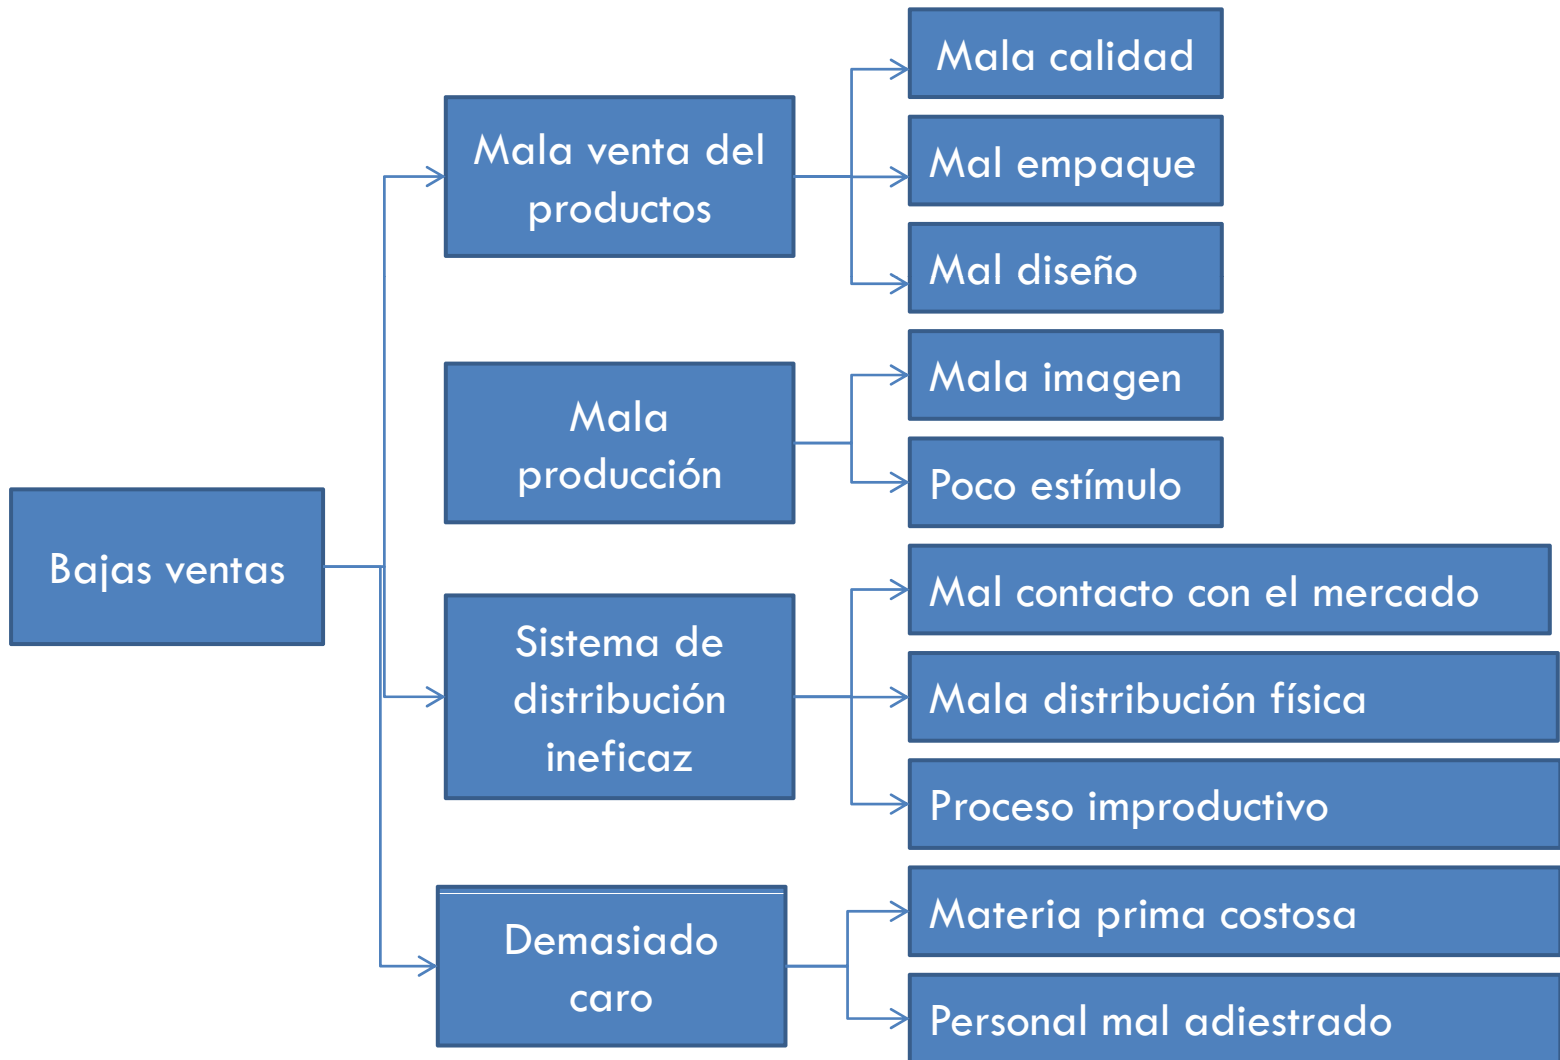 Bajas ventas
Mala venta del
productos
Mala
producción
Sistema de
distribución
ineficaz
Demasiado
caro
Mala calidad
Mal empaque
Mal diseño
Mala imagen
Poco estímulo
Mal contacto con el mercado
Mala distribución física
Proceso improductivo
Materia prima costosa
Personal mal adiestrado